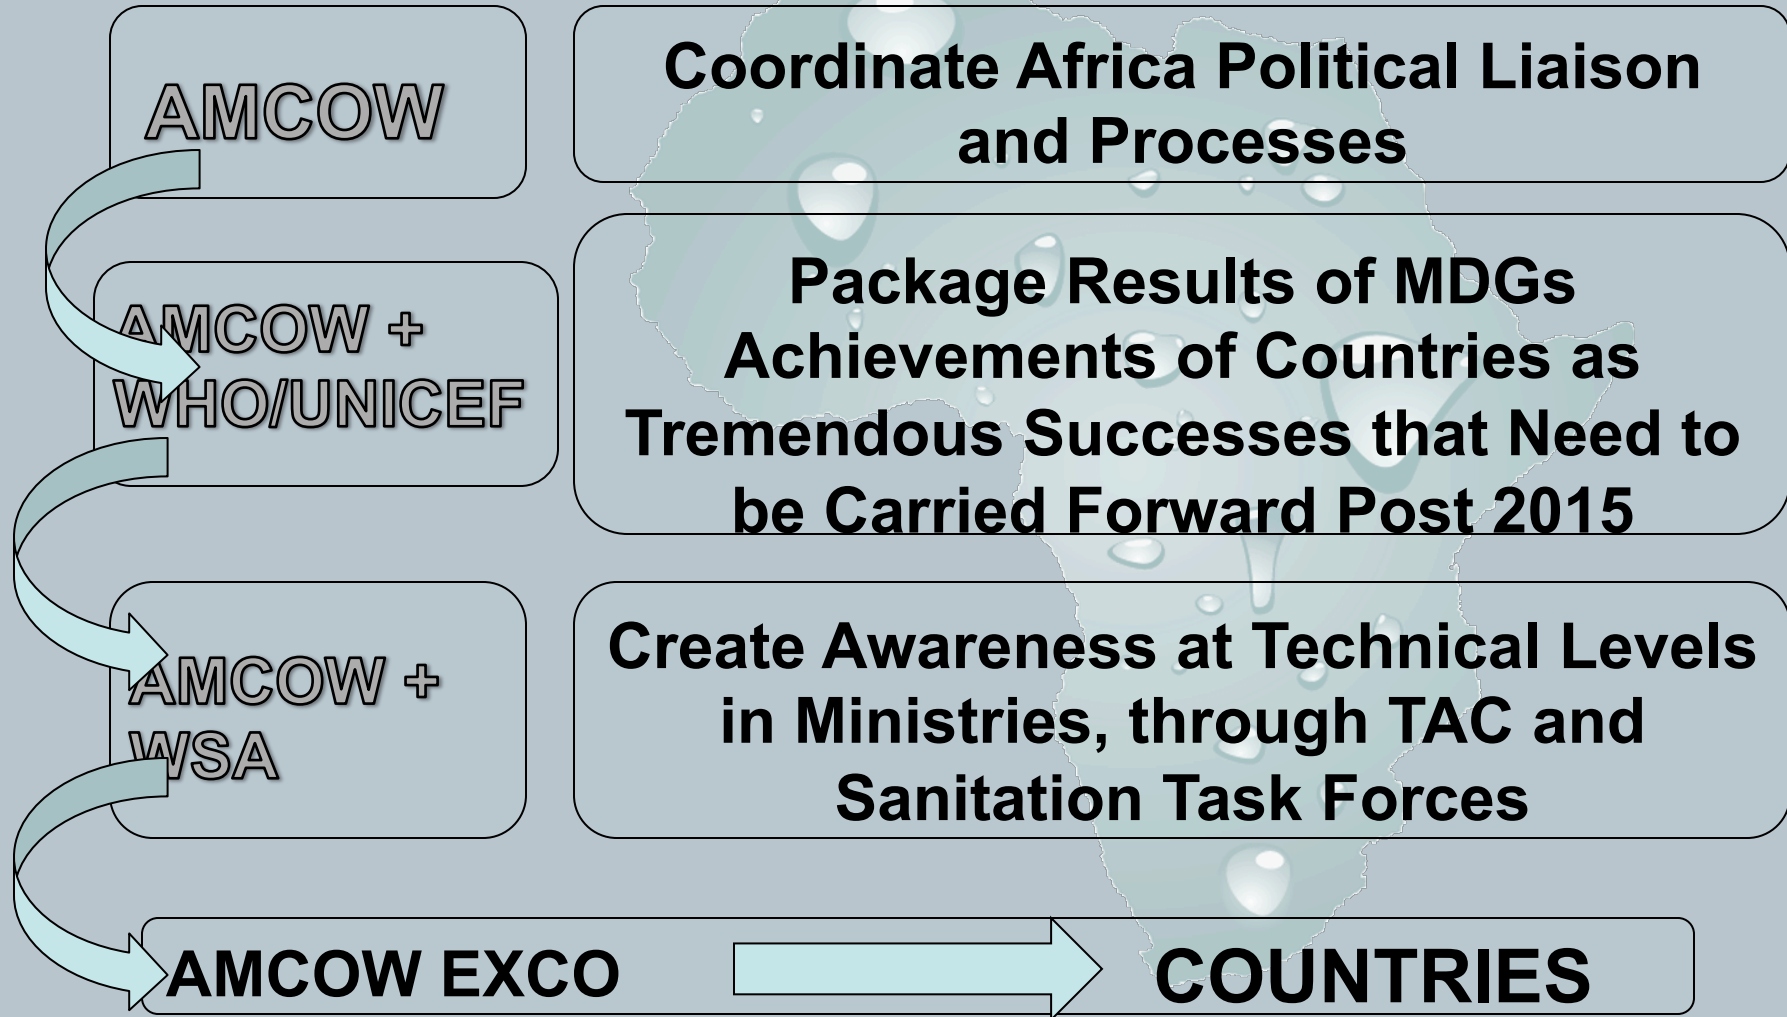 AMCOW
Coordinate Africa Political Liaison
and Processes
AMCOW +
WHO/UNICEF
Package Results of MDGs
Achievements of Countries as
Tremendous Successes that Need to
be Carried Forward Post 2015
AMCOW +
WSA
Create Awareness at Technical Levels
in Ministries, through TAC and
Sanitation Task Forces
AMCOW EXCO
COUNTRIES